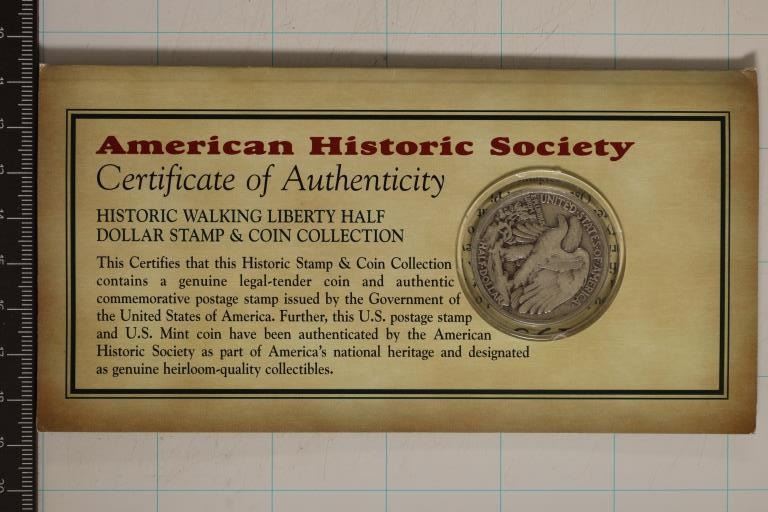 American Historic Society
Certificate of Authenticity
HISTORIC WALKING LIBERTY HALF
DOLLAR STAMP & COIN COLLECTION
This Certifies that this Historic Stamp & Coin Collection
contains a genuine legal-tender coin and authentic
commemorative postage stamp issued by the Government of
the United States of America. Further, this U.S. postage stamp
and U.S. Mint coin have been authenticated by the American
Historic Society as part of America's national heritage and designated
as genuine heirloom-quality collectibles.
UNITED·STATES·OF·AMERICA
HALF·DOLLAR